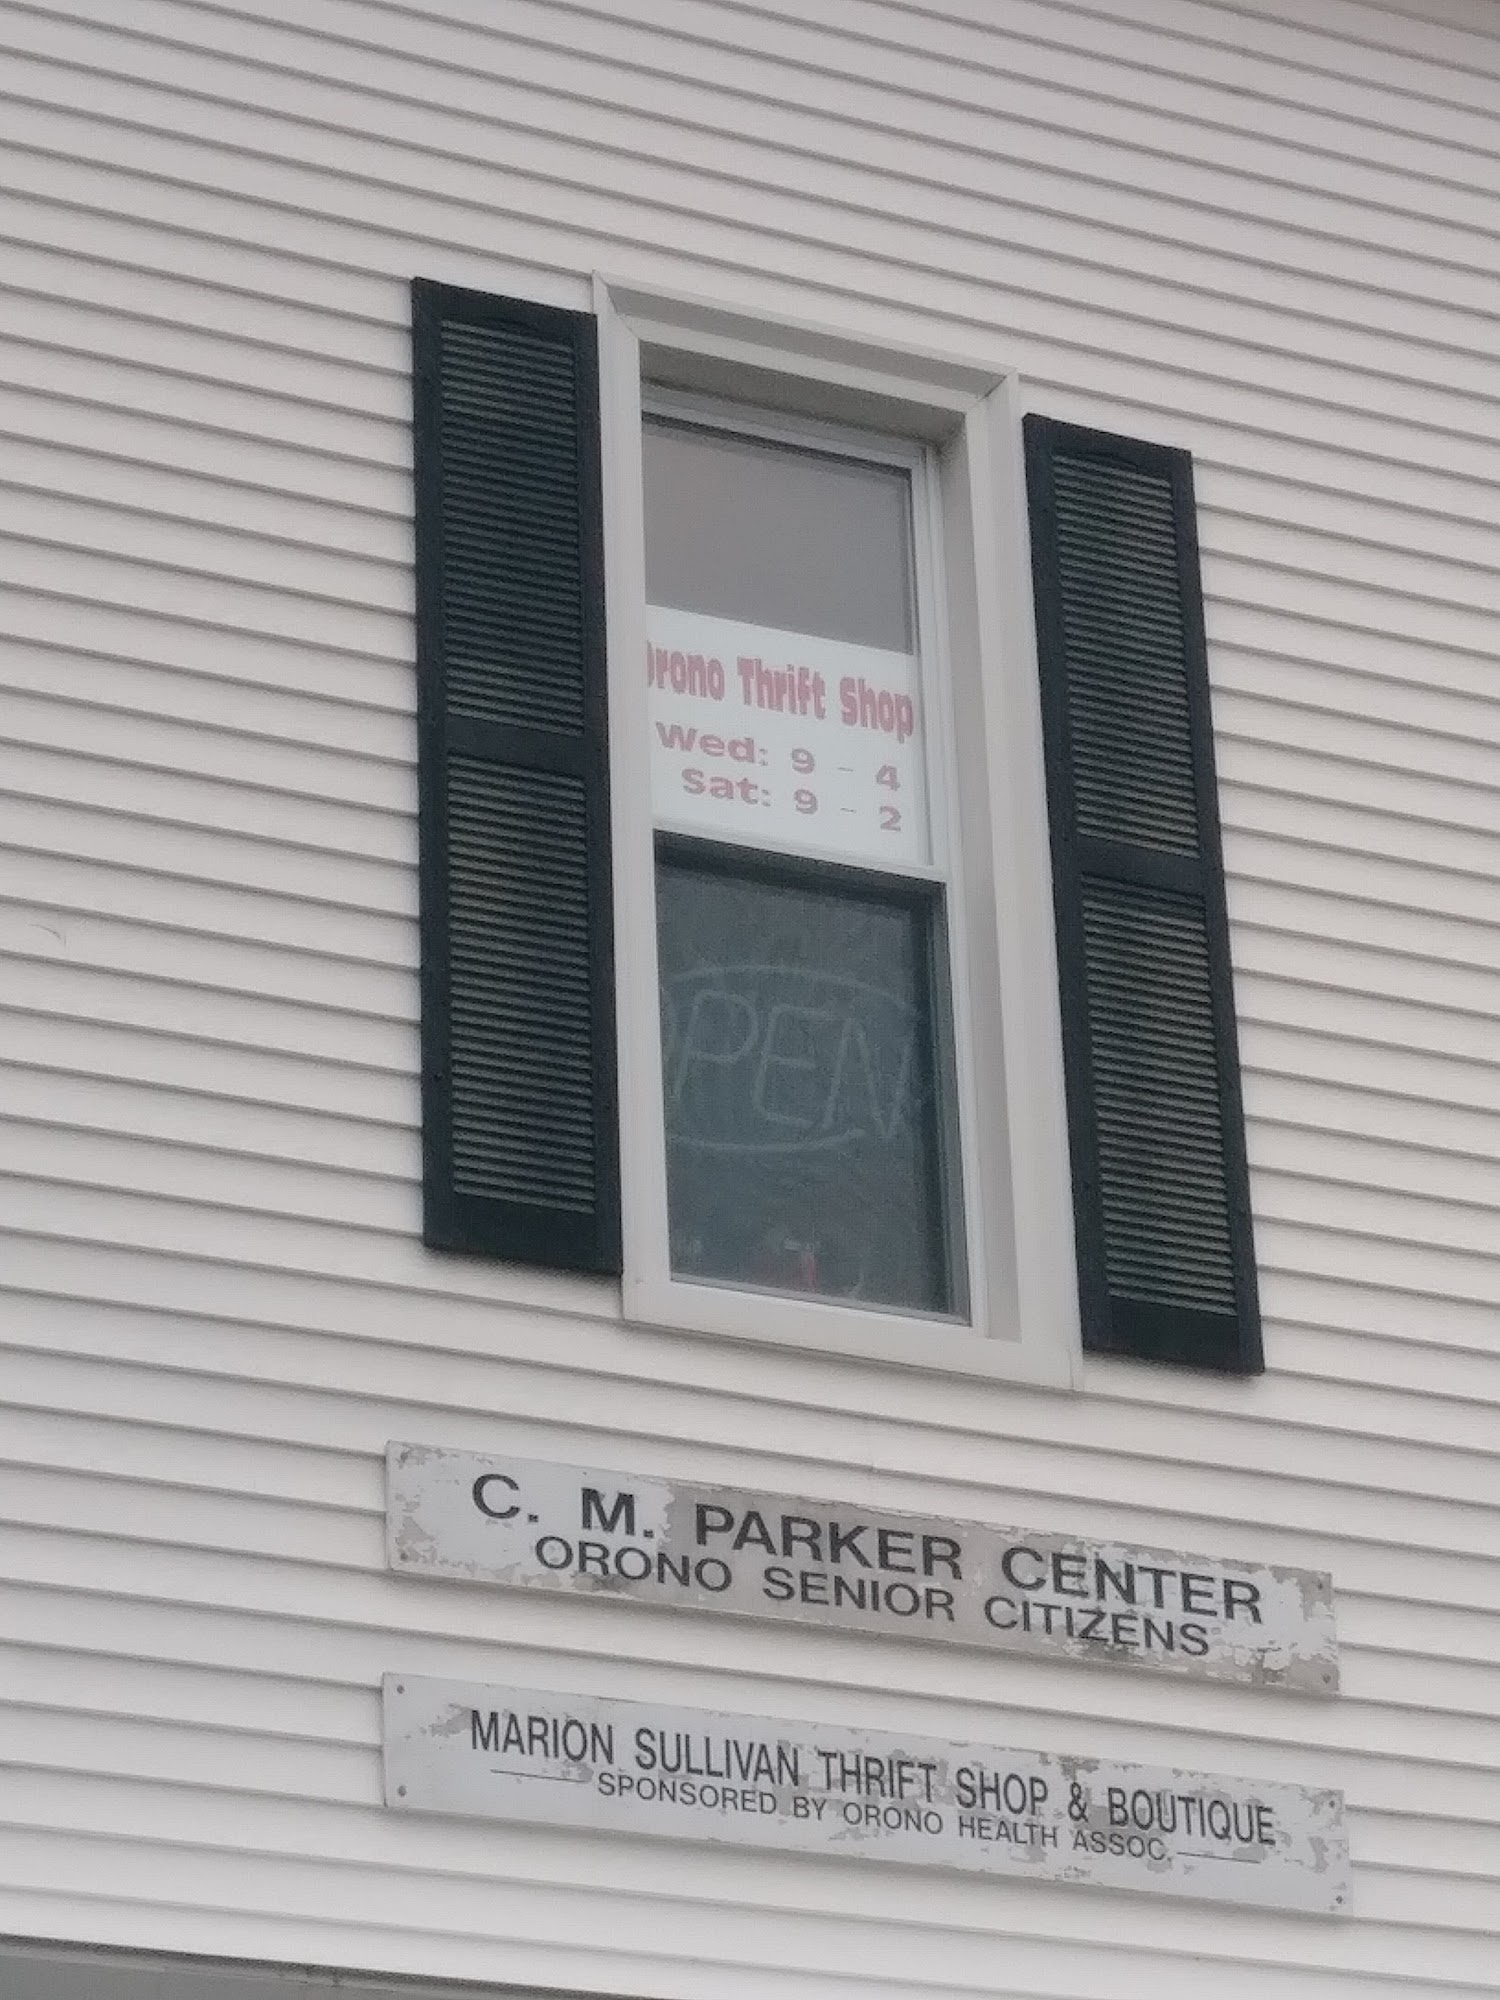 Orono Thrift Shop
Wed: 9 - 4
Sat: 9 - 2
OPEN
C. M. PARKER CENTER
ORONO SENIOR CITIZENS
MARION SULLIVAN THRIFT SHOP & BOUTIQUE
SPONSORED BY ORONO HEALTH ASSOC.